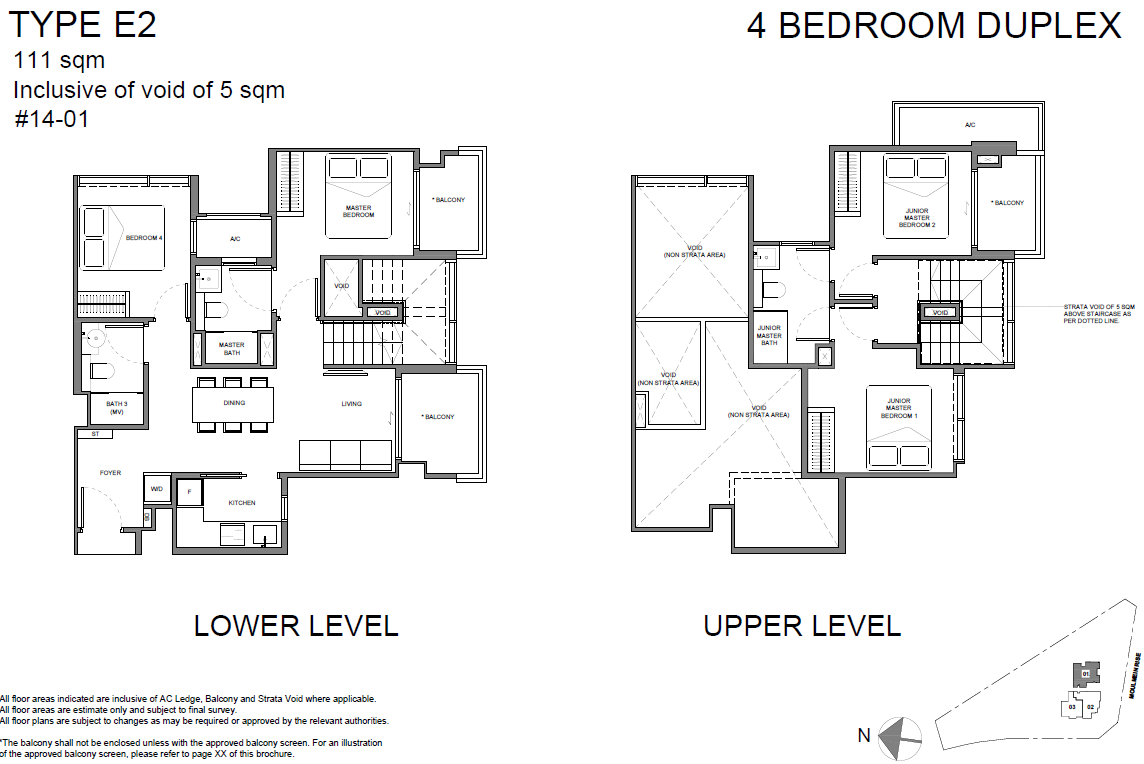 TYPE E2
111 sqm
Inclusive of void of 5 sqm
#14-01
4 BEDROOM DUPLEX
BEDROOM 4
A/C
MASTER
BEDROOM
* BALCONY
VOID
VOID
MASTER
BATH
BATH 3
(MV)
ST
DINING
LIVING
* BALCONY
FOYER
W/D
F
KITCHEN
DB
LOWER LEVEL
A/C
JUNIOR
MASTER
BEDROOM 2
* BALCONY
VOID
(NON STRATA AREA)
VOID
STRATA VOID OF 5 SQM
ABOVE STAIRCASE AS
PER DOTTED LINE.
JUNIOR
MASTER
BATH
VOID
(NON STRATA AREA)
VOID
(NON STRATA AREA)
JUNIOR
MASTER
BEDROOM 1
UPPER LEVEL
All floor areas indicated are inclusive of AC Ledge, Balcony and Strata Void where applicable.
All floor areas are estimate only and subject to final survey.
All floor plans are subject to changes as may be required or approved by the relevant authorities.
*The balcony shall not be enclosed unless with the approved balcony screen. For an illustration
of the approved balcony screen, please refer to page XX of this brochure.
N
01
03
02
MOULMEIN RISE